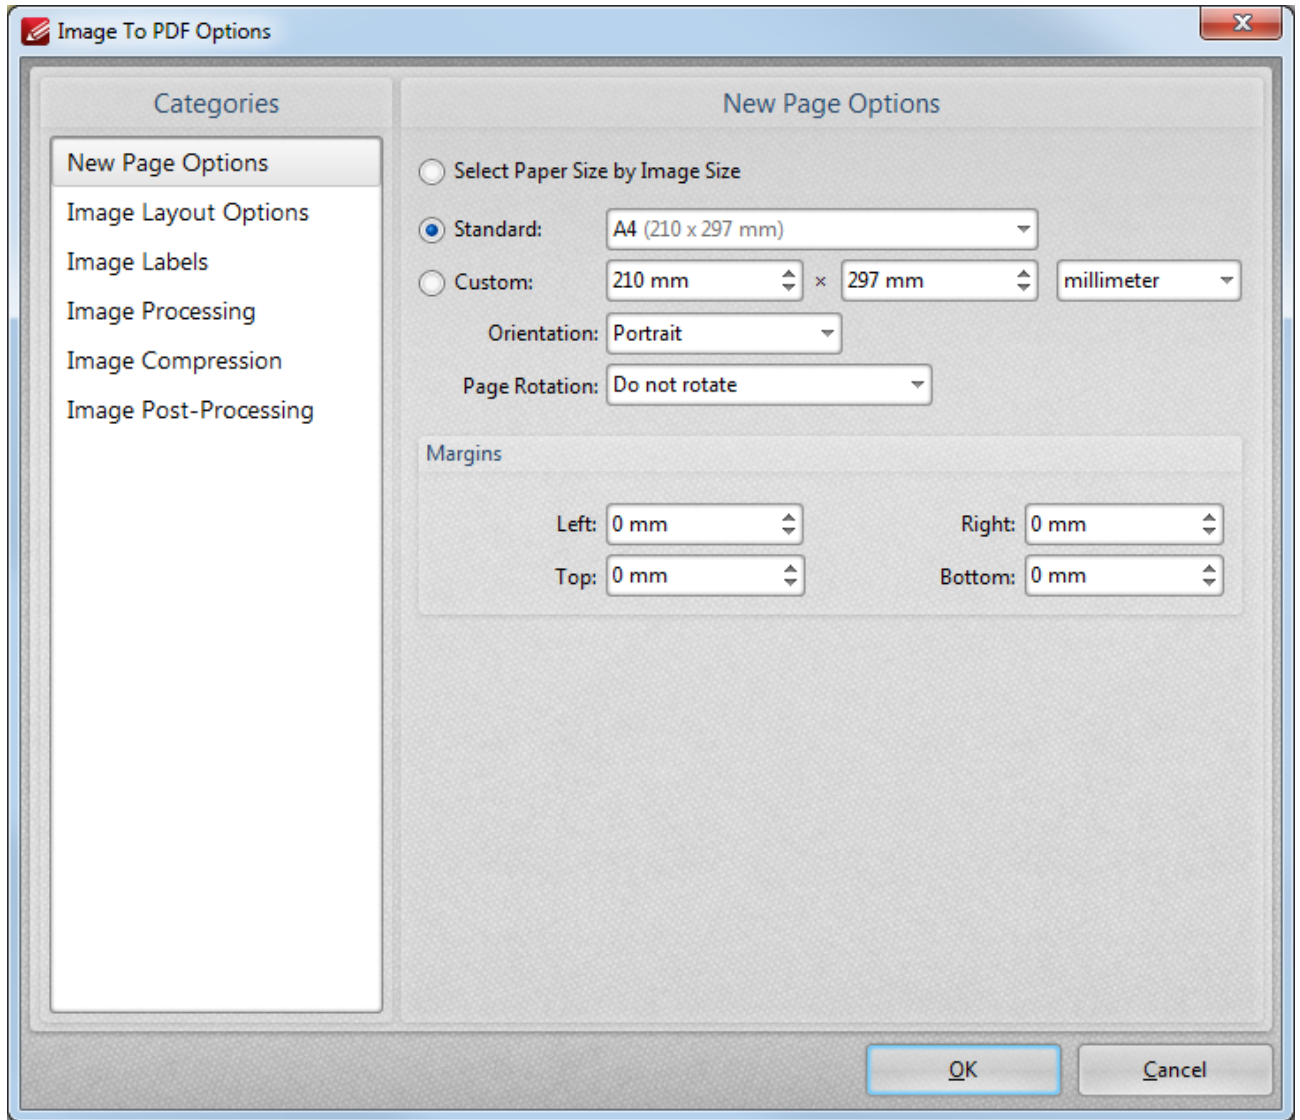 Image To PDF Options
Categories
New Page Options
Image Layout Options
Image Labels
Image Processing
Image Compression
Image Post-Processing
New Page Options
Select Paper Size by Image Size
Standard: A4 (210 x 297 mm)
Custom: 210 mm × 297 mm millimeter
Orientation: Portrait
Page Rotation: Do not rotate
Margins
Left: 0 mm Right: 0 mm
Top: 0 mm Bottom: 0 mm
OK Cancel